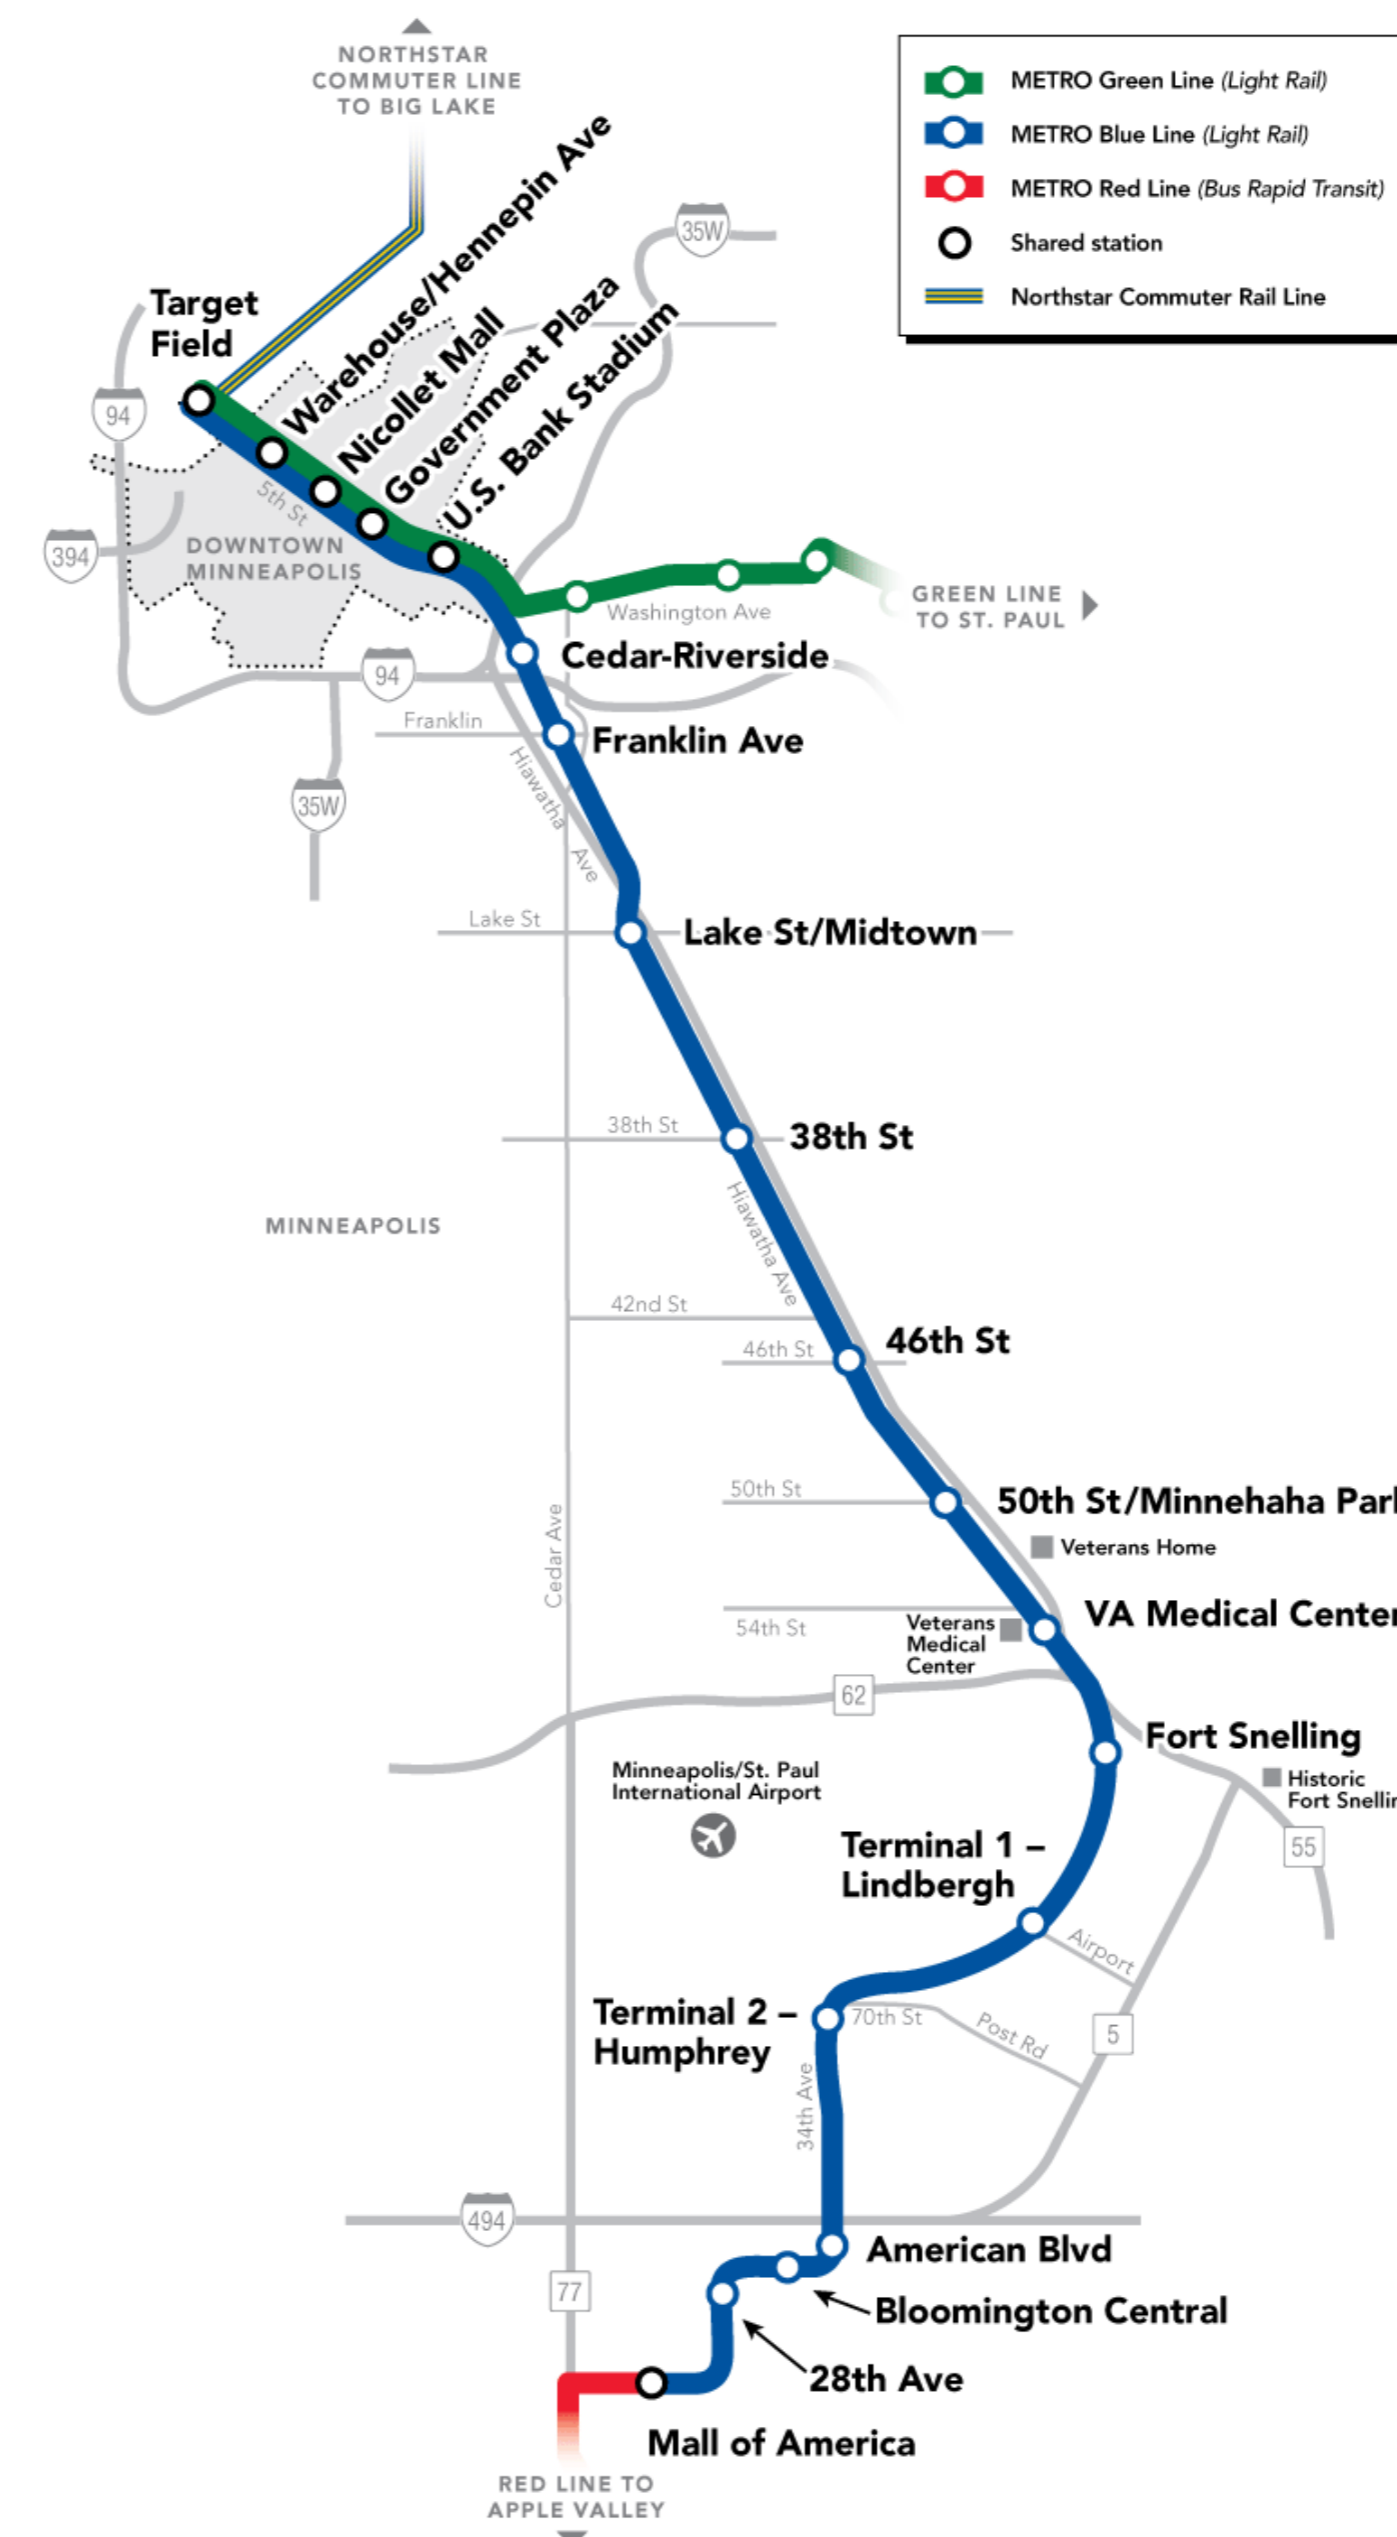 NORTHSTAR
COMMUTER LINE
TO BIG LAKE
METRO Green Line (Light Rail)
METRO Blue Line (Light Rail)
METRO Red Line (Bus Rapid Transit)
Shared station
Northstar Commuter Rail Line
35W
Target
Field
Warehouse/Hennepin Ave
Nicollet Mall
Government Plaza
U.S. Bank Stadium
94
5th St
394
DOWNTOWN
MINNEAPOLIS
Washington Ave
GREEN LINE
TO ST. PAUL
Cedar-Riverside
94
Franklin
Franklin Ave
Hiawatha Ave
35W
Lake St
Lake St/Midtown
38th St
38th St
Hiawatha Ave
MINNEAPOLIS
42nd St
46th St
46th St
50th St
50th St/Minnehaha Park
Veterans Home
Cedar Ave
54th St
Veterans
Medical
Center
VA Medical Center
62
Fort Snelling
Minneapolis/St. Paul
International Airport
Historic
Fort Snellin
55
Terminal 1 –
Lindbergh
Airport
Terminal 2 –
Humphrey
70th St
Post Rd
5
34th Ave
494
American Blvd
77
Bloomington Central
28th Ave
Mall of America
RED LINE TO
APPLE VALLEY